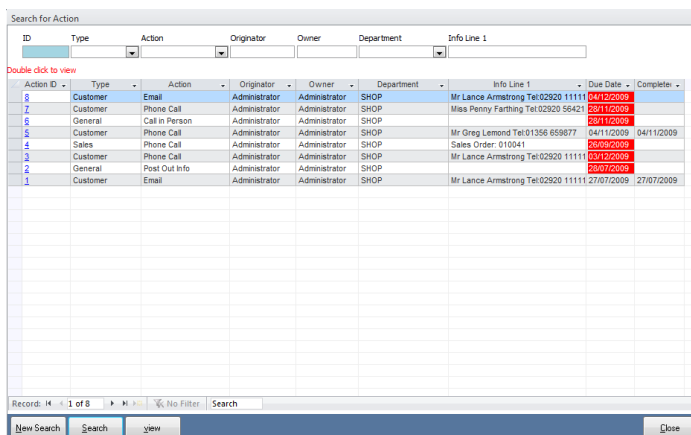 Search for Action
ID Type Action Originator Owner Department Info Line 1
Double click to view
Action ID Type Action Originator Owner Department Info Line 1 Due Date Complete
8 Customer Email Administrator Administrator SHOP Mr Lance Armstrong Tel:02920 11111 04/12/2009
7 Customer Phone Call Administrator Administrator SHOP Miss Penny Farthing Tel:02920 56421 28/11/2009
6 General Call in Person Administrator Administrator SHOP 28/11/2009
5 Customer Phone Call Administrator Administrator SHOP Mr Greg Lemond Tel:01356 659877 04/11/2009 04/11/2009
4 Sales Phone Call Administrator Administrator SHOP Sales Order: 010041 26/09/2009
3 Customer Phone Call Administrator Administrator SHOP Mr Lance Armstrong Tel:02920 11111 03/12/2009
2 General Post Out Info Administrator Administrator SHOP 28/07/2009
1 Customer Email Administrator Administrator SHOP Mr Lance Armstrong Tel:02920 11111 27/07/2009 27/07/2009
Record: 1 of 8 No Filter Search
New Search Search view Close